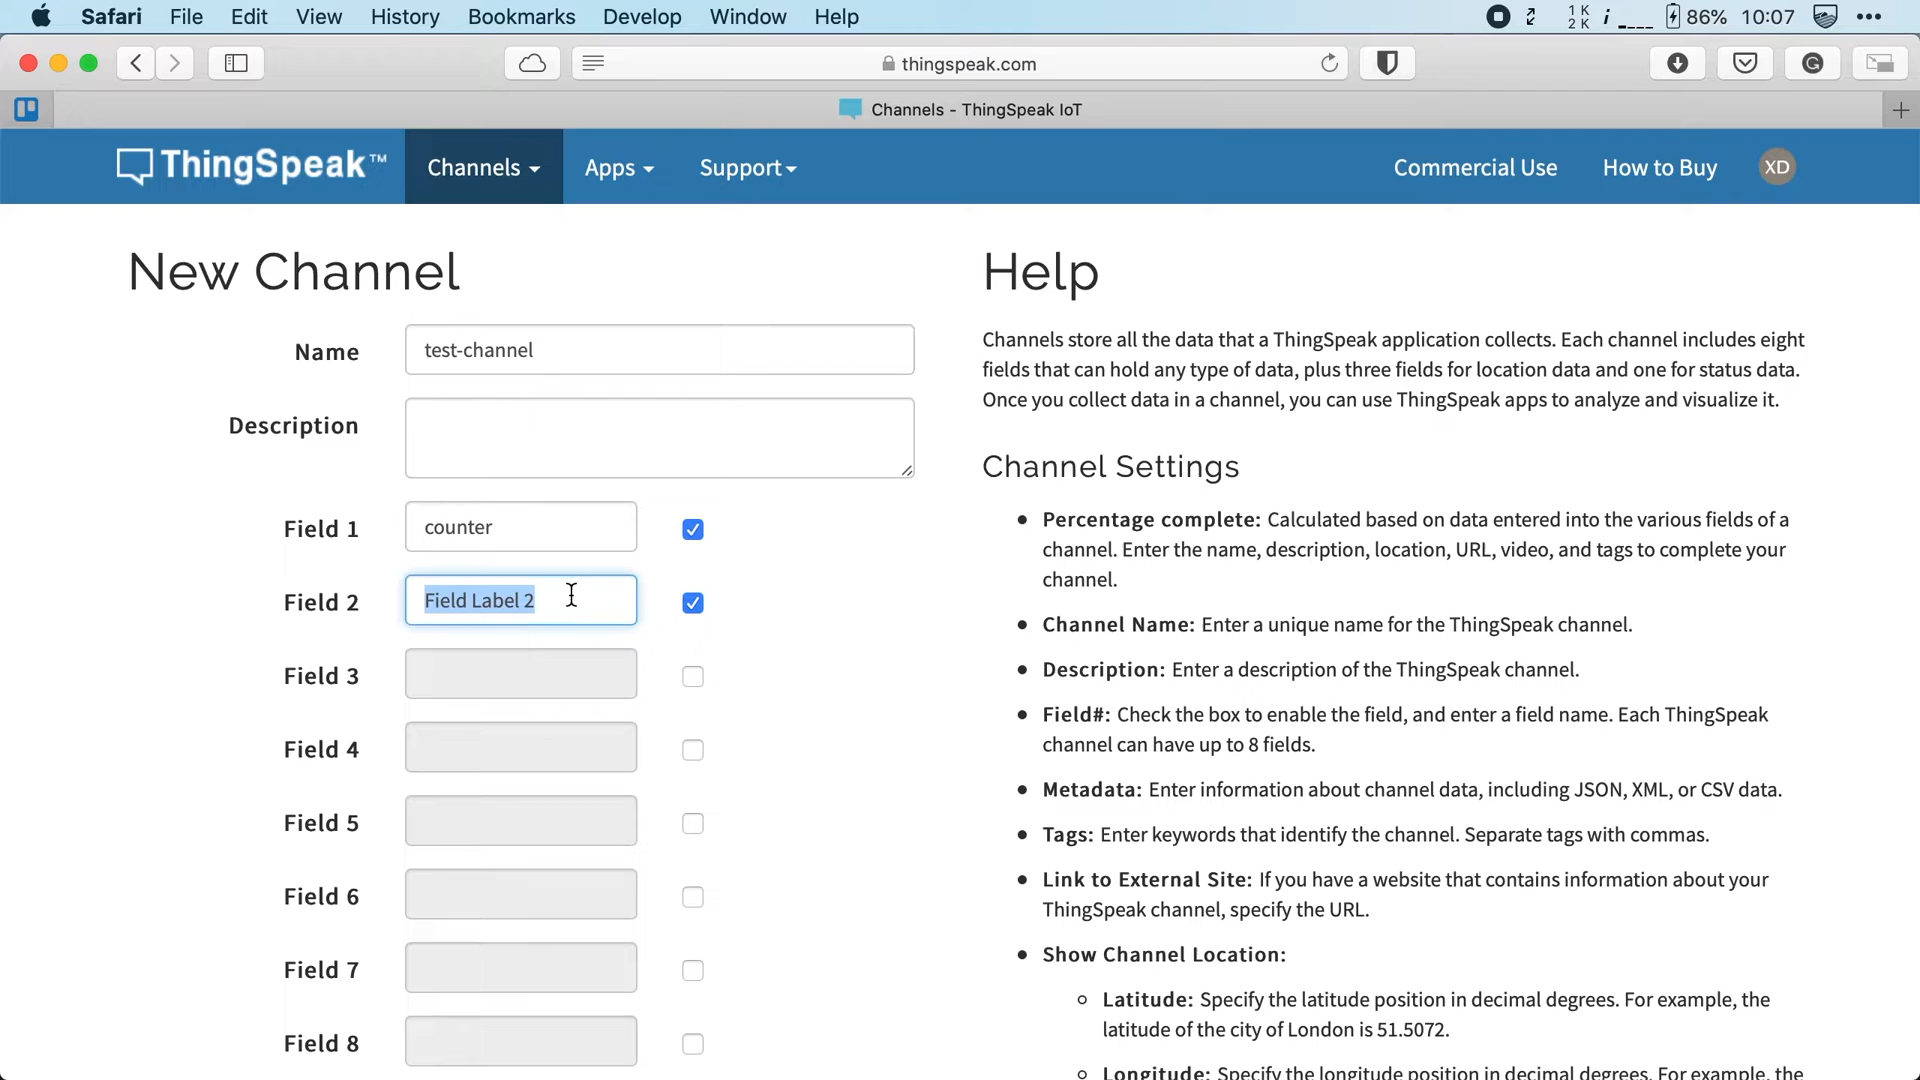 Safari File Edit View History Bookmarks Develop Window Help 1 K 2 K 86% 10:07
thingspeak.com
Channels - ThingSpeak IoT
ThingSpeak™ Channels Apps Support Commercial Use How to Buy XD
New Channel
Name test-channel
Description
Field 1 counter
Field 2 Field Label 2
Field 3
Field 4
Field 5
Field 6
Field 7
Field 8
Help
Channels store all the data that a ThingSpeak application collects. Each channel includes eight
fields that can hold any type of data, plus three fields for location data and one for status data.
Once you collect data in a channel, you can use ThingSpeak apps to analyze and visualize it.
Channel Settings
• Percentage complete: Calculated based on data entered into the various fields of a
channel. Enter the name, description, location, URL, video, and tags to complete your
channel.
• Channel Name: Enter a unique name for the ThingSpeak channel.
• Description: Enter a description of the ThingSpeak channel.
• Field#: Check the box to enable the field, and enter a field name. Each ThingSpeak
channel can have up to 8 fields.
• Metadata: Enter information about channel data, including JSON, XML, or CSV data.
• Tags: Enter keywords that identify the channel. Separate tags with commas.
• Link to External Site: If you have a website that contains information about your
ThingSpeak channel, specify the URL.
• Show Channel Location:
○ Latitude: Specify the latitude position in decimal degrees. For example, the
latitude of the city of London is 51.5072.
○ Longitude: Specify the longitude position in decimal degrees. For example, the